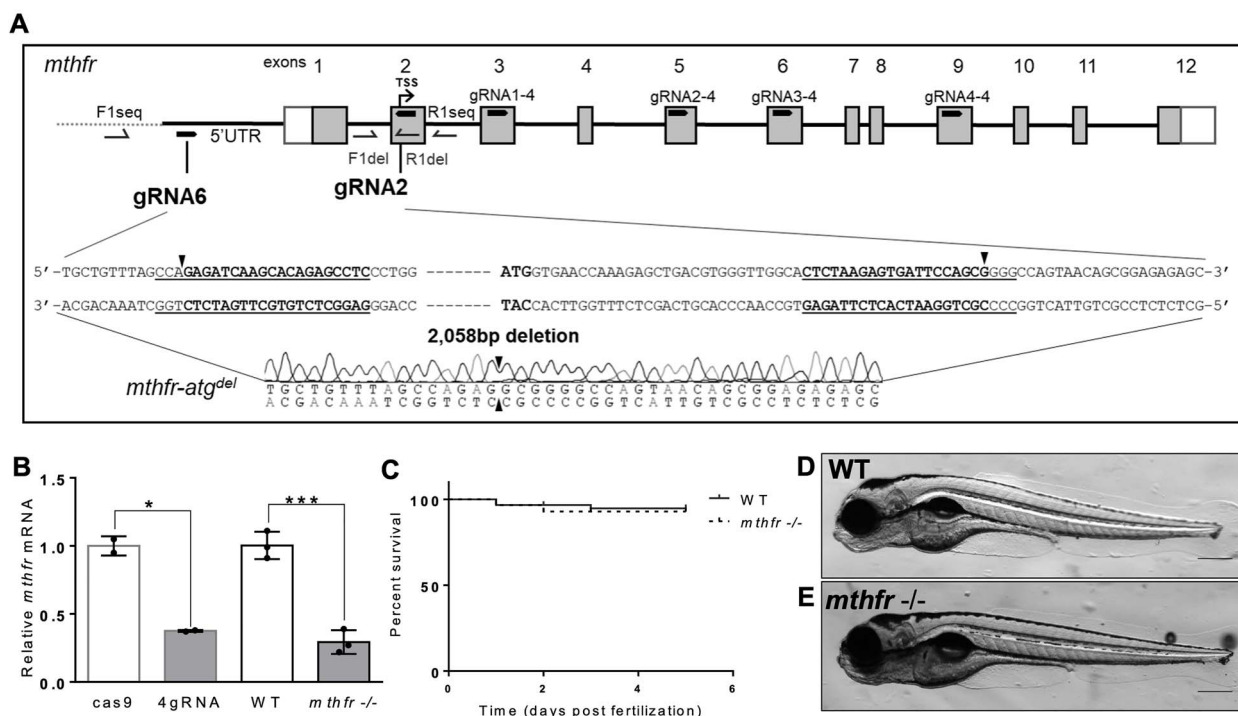 A
mthfr
exons 1 2 3 4 5 6 7 8 9 10 11 12
TSS
F1seq 5'UTR R1seq gRNA1-4 gRNA2-4 gRNA3-4 gRNA4-4
F1del R1del
gRNA6 gRNA2
5'-TGCTGTTTAGCCAGAGATCAAGCACAGAGCCTCCCTGG ------- ATGGTGAACCAAAGAGCTGACGTGGGTTGGCACTCTAAGAGTGATTCCAGCGGGGCCAGTAACAGCGGAGAGAGC-3'
3'-ACGACAAATCGGTCTCTAGTTCGTGTCTCGGAGGGACC ------- TACCACTTGGTTTCTCGACTGCACCCAACCGTGAGATTCTCACTAAGGTCGCCCCGGTCATTGTCGCCTCTCTCG-5'
2,058bp deletion
mthfr-atgdel
TGCTGTTTAGCCAGAGGCGGGGCCAGTAACAGCGGAGAGAGC
ACGACAAATCGGTCTCCGCCCCGGTCATTGTCGCCTCTCTCG
B
Relative mthfr mRNA
1.5
1.0
0.5
0.0
* ***
cas9 4gRNA WT mthfr -/-
C
Percent survival
100
50
0
0 2 4 6
Time (days post fertilization)
WT
mthfr -/-
D WT
E mthfr -/-